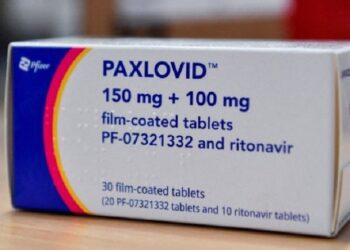 Pfizer
PAXLOVID™
150 mg + 100 mg
film-coated tablets
PF-07321332 and ritonavir
30 film-coated tablets
(20 PF-07321332 tablets and 10 ritonavir tablets)